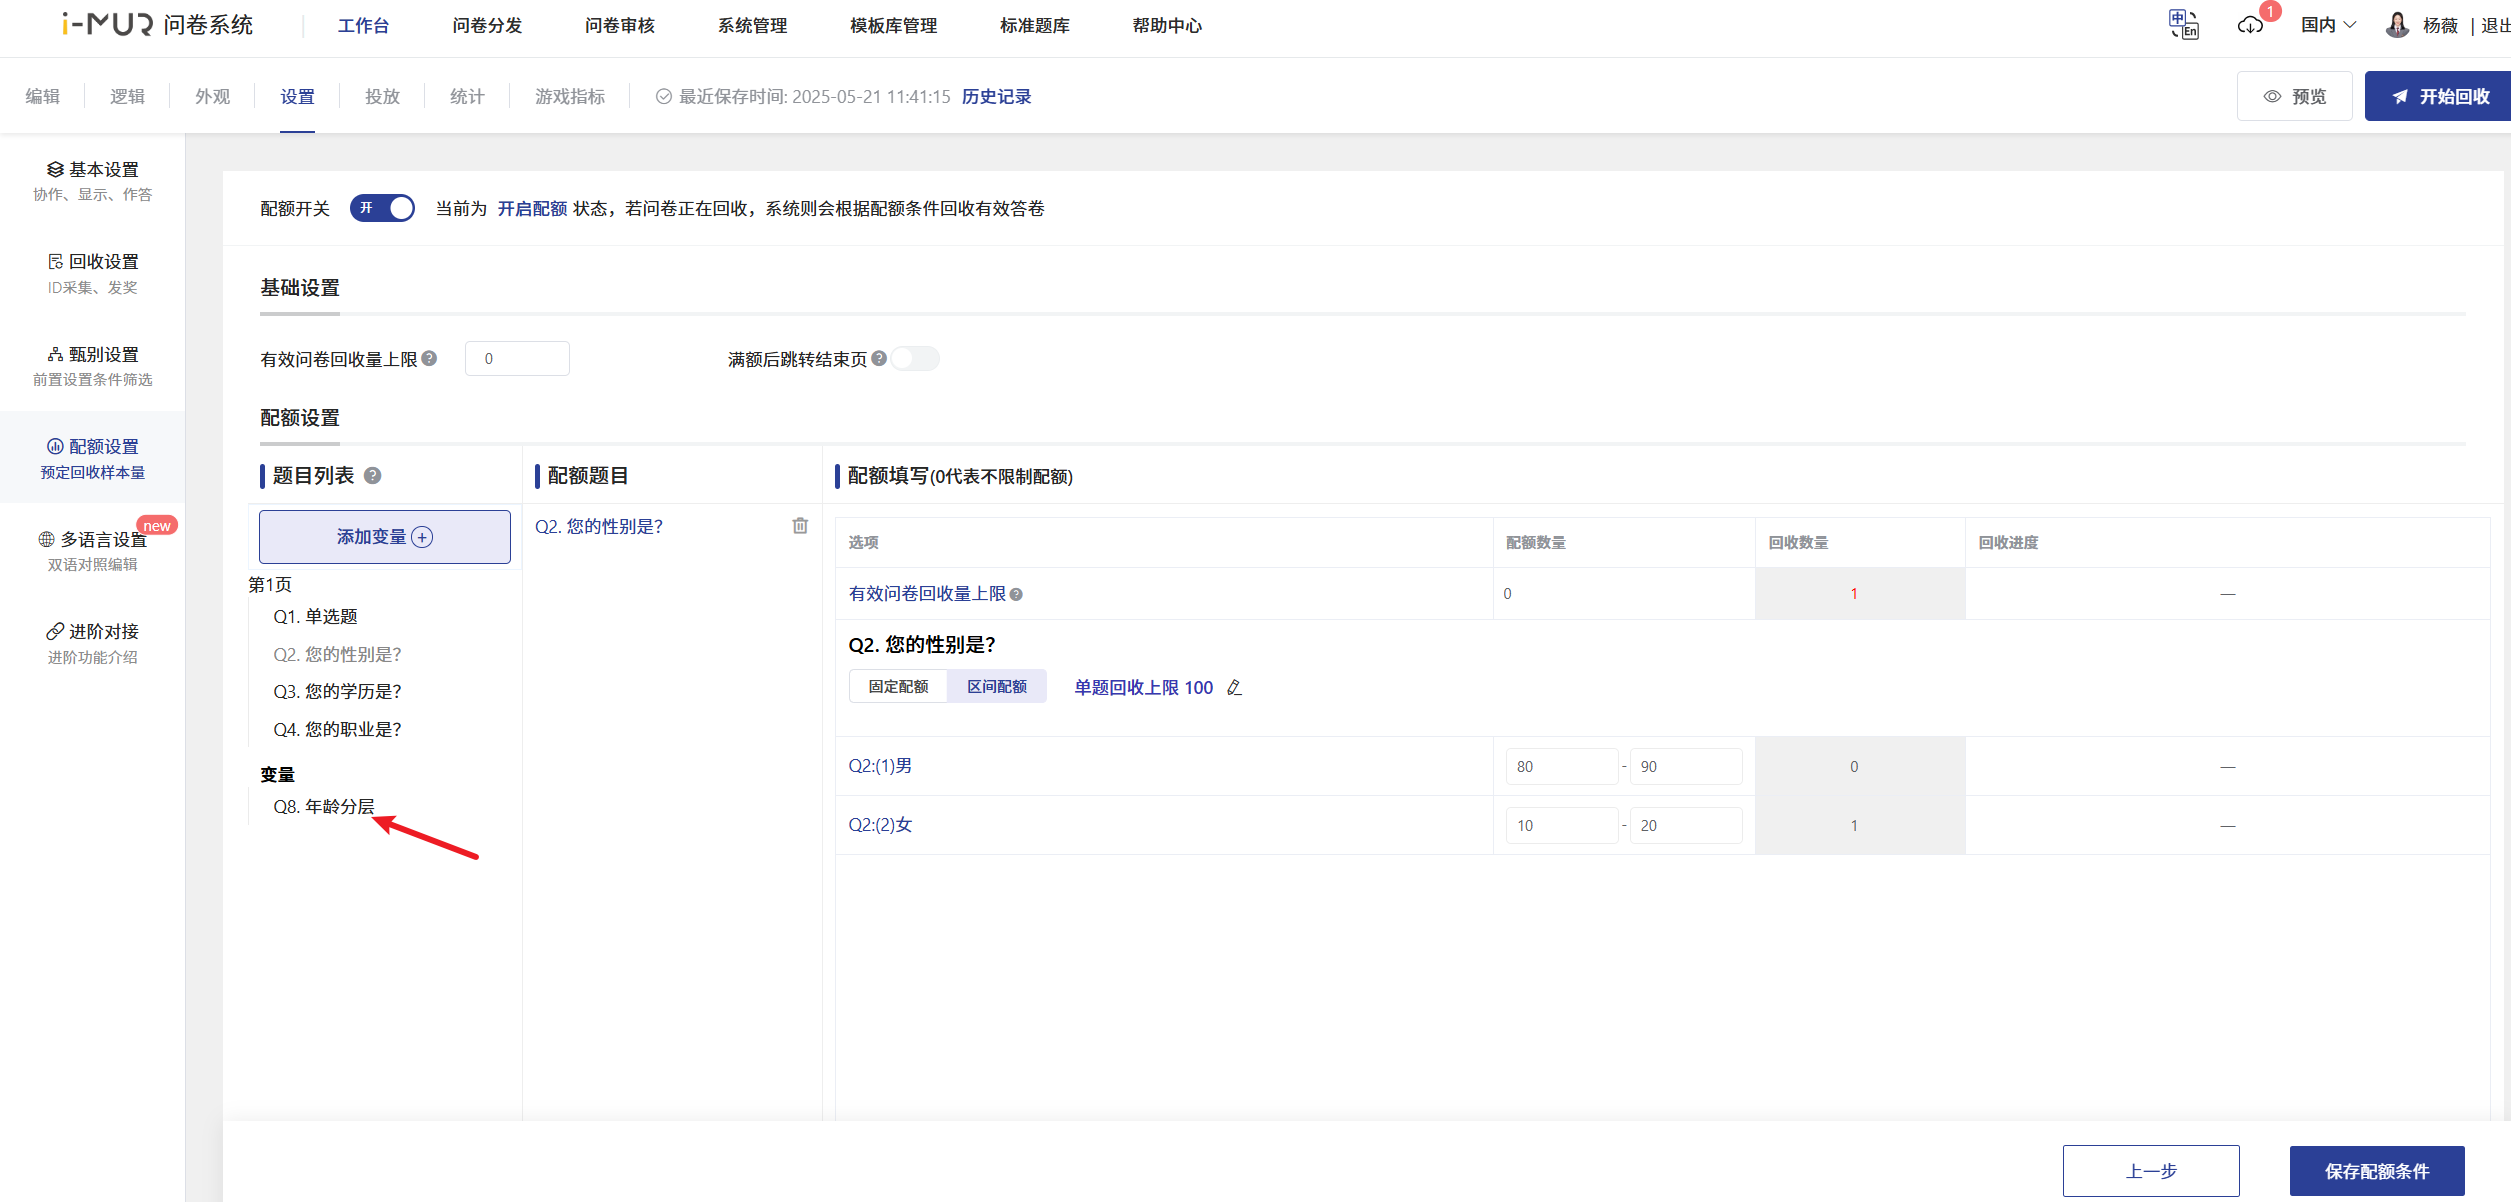 i-MUR 问卷系统
工作台
问卷分发
问卷审核
系统管理
模板库管理
标准题库
帮助中心
中 En
1
国内
杨薇 | 退出
编辑
逻辑
外观
设置
投放
统计
游戏指标
最近保存时间: 2025-05-21 11:41:15 历史记录
预览
开始回收
基本设置
协作、显示、作答
回收设置
ID采集、发奖
甄别设置
前置设置条件筛选
配额设置
预定回收样本量
new
多语言设置
双语对照编辑
进阶对接
进阶功能介绍
配额开关 开 当前为 开启配额 状态，若问卷正在回收，系统则会根据配额条件回收有效答卷
基础设置
有效问卷回收量上限 ? 0
满额后跳转结束页 ?
配额设置
题目列表 ?
添加变量
第1页
Q1. 单选题
Q2. 您的性别是?
Q3. 您的学历是?
Q4. 您的职业是?
变量
Q8. 年龄分层
配额题目
Q2. 您的性别是?
配额填写(0代表不限制配额)
选项 配额数量 回收数量 回收进度
有效问卷回收量上限 ? 0 1 —
Q2. 您的性别是?
固定配额 区间配额 单题回收上限 100
Q2:(1)男 80 - 90 0 —
Q2:(2)女 10 - 20 1 —
上一步
保存配额条件